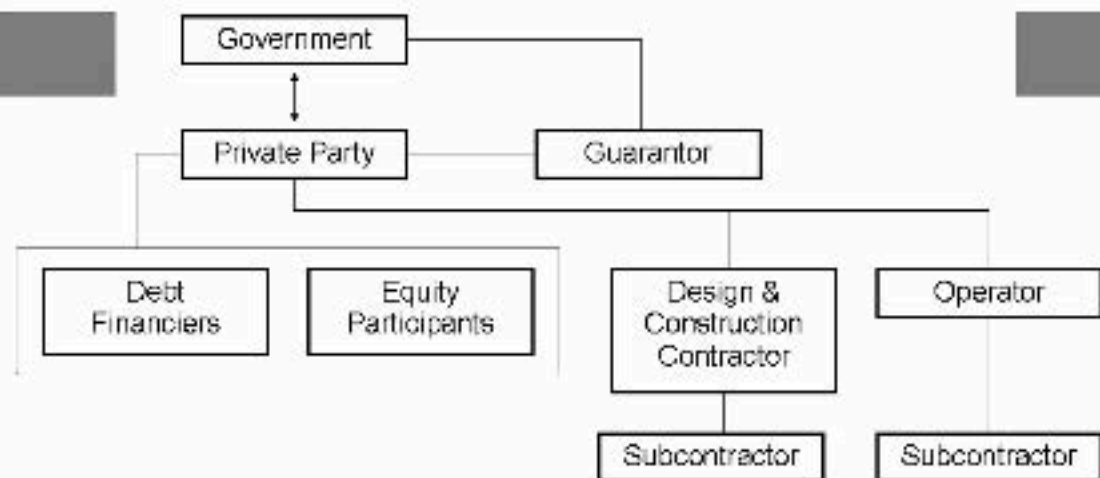 Government
Private Party
Guarantor
Debt
Financiers
Equity
Participants
Design &
Construction
Contractor
Operator
Subcontractor
Subcontractor